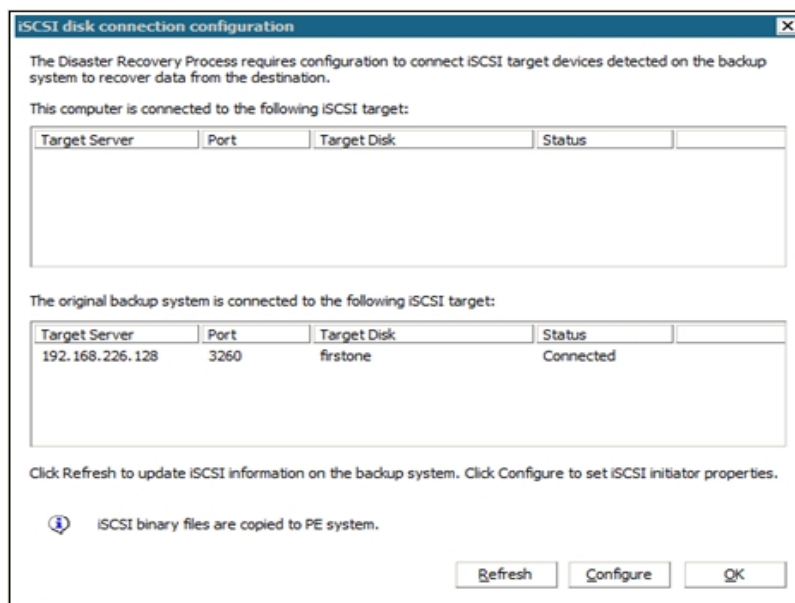 iSCSI disk connection configuration
The Disaster Recovery Process requires configuration to connect iSCSI target devices detected on the backup
system to recover data from the destination.
This computer is connected to the following iSCSI target:
Target Server Port Target Disk Status
The original backup system is connected to the following iSCSI target:
Target Server Port Target Disk Status
192.168.226.128 3260 firstone Connected
Click Refresh to update iSCSI information on the backup system. Click Configure to set iSCSI initiator properties.
iSCSI binary files are copied to PE system.
Refresh Configure OK